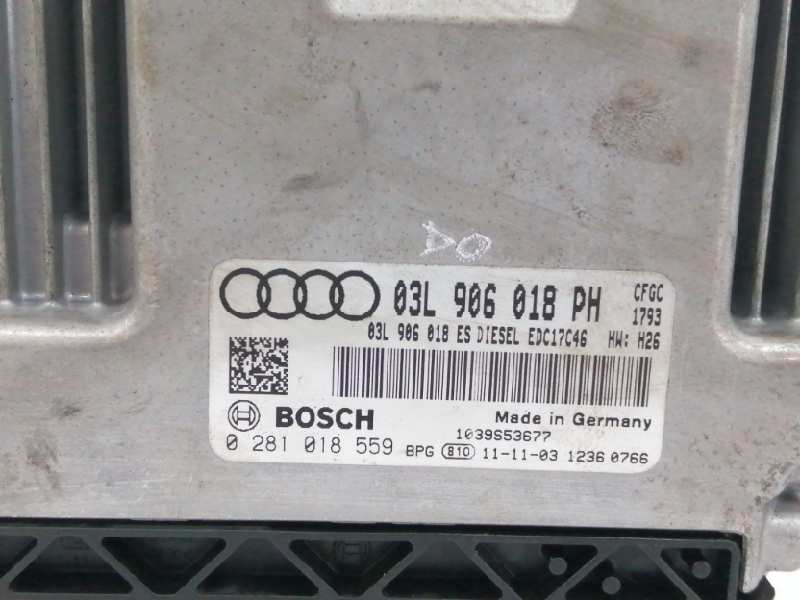 03L 906 018 PH CFGC
1793
03L 906 018 ES DIESEL EDC17C46 HW: H26
BOSCH Made in Germany
1039S53677
0 281 018 559 BPG 810 11-11-03 1236 0766